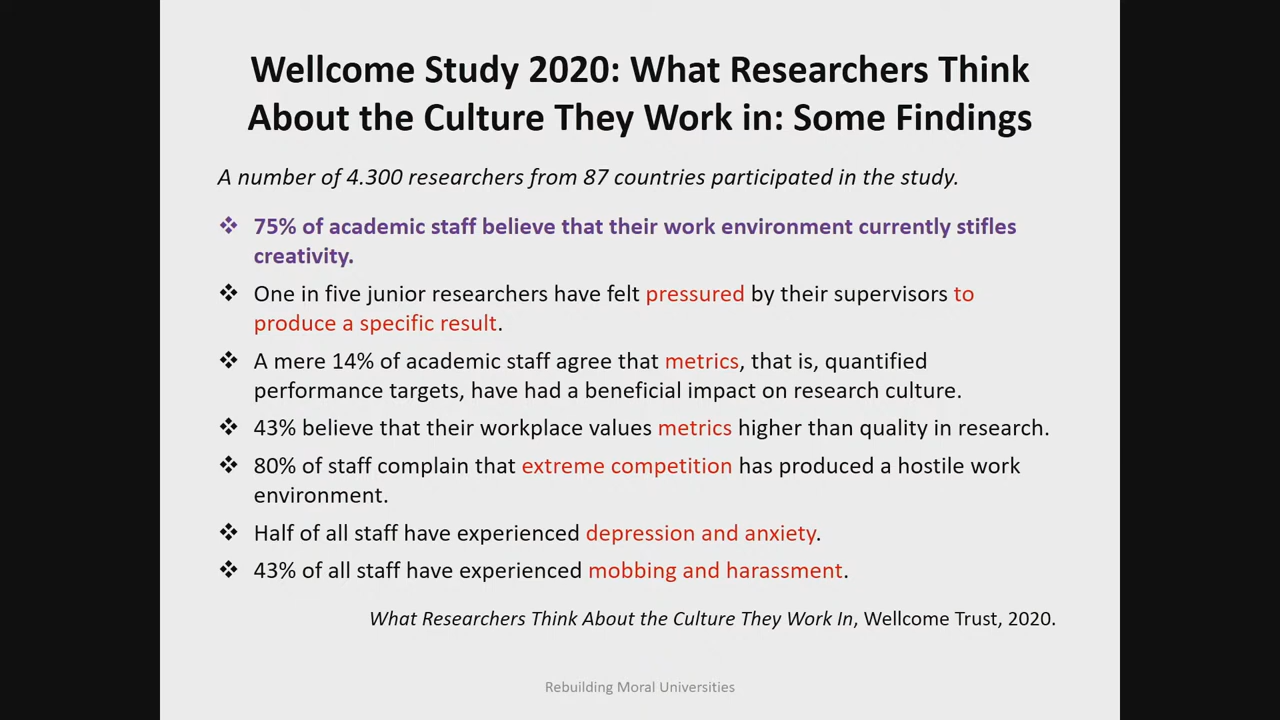 Wellcome Study 2020: What Researchers Think
About the Culture They Work in: Some Findings
A number of 4.300 researchers from 87 countries participated in the study.
❖ 75% of academic staff believe that their work environment currently stifles
creativity.
❖ One in five junior researchers have felt pressured by their supervisors to
produce a specific result.
❖ A mere 14% of academic staff agree that metrics, that is, quantified
performance targets, have had a beneficial impact on research culture.
❖ 43% believe that their workplace values metrics higher than quality in research.
❖ 80% of staff complain that extreme competition has produced a hostile work
environment.
❖ Half of all staff have experienced depression and anxiety.
❖ 43% of all staff have experienced mobbing and harassment.
What Researchers Think About the Culture They Work In, Wellcome Trust, 2020.
Rebuilding Moral Universities